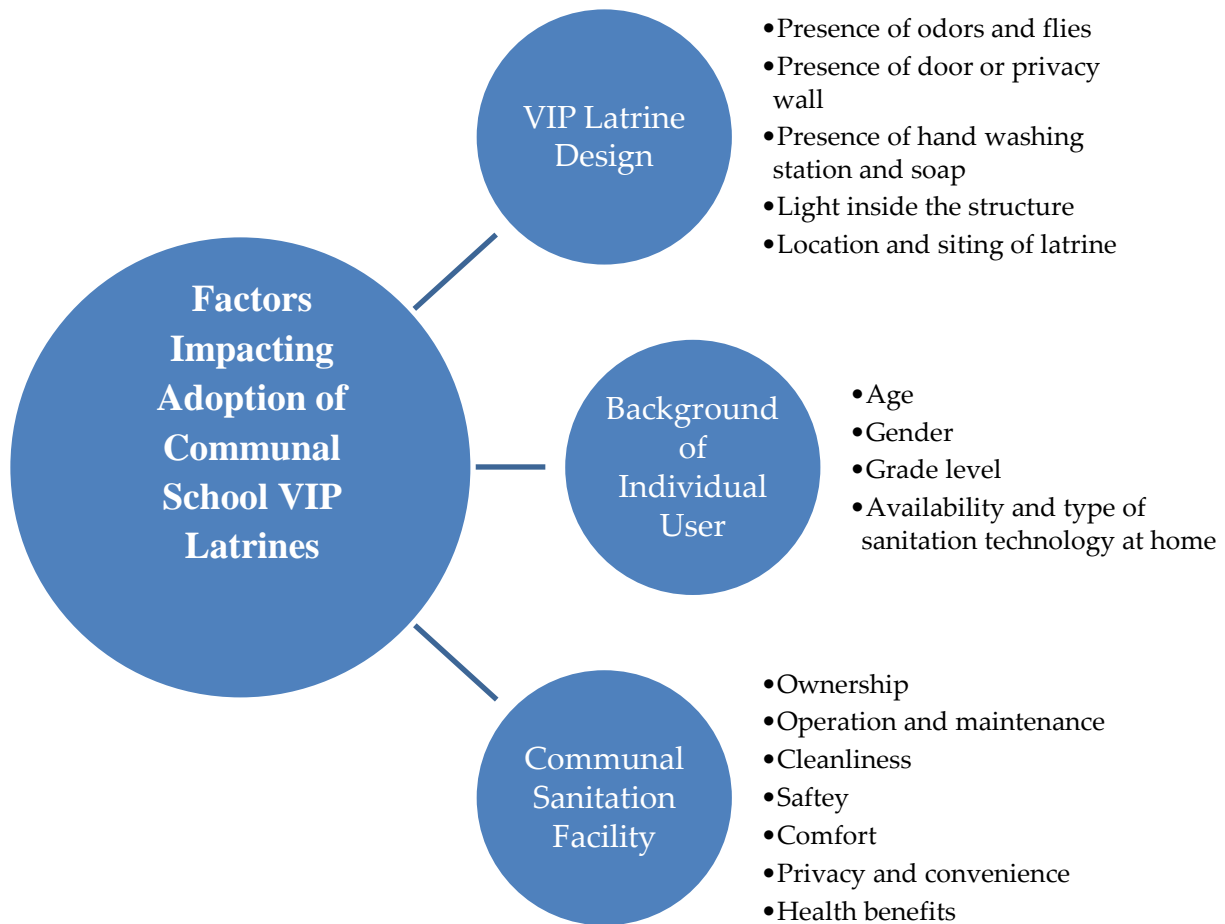 Factors
Impacting
Adoption of
Communal
School VIP
Latrines
VIP Latrine
Design
•Presence of odors and flies
•Presence of door or privacy
wall
•Presence of hand washing
station and soap
•Light inside the structure
•Location and siting of latrine
Background
of
Individual
User
•Age
•Gender
•Grade level
•Availability and type of
sanitation technology at home
Communal
Sanitation
Facility
•Ownership
•Operation and maintenance
•Cleanliness
•Saftey
•Comfort
•Privacy and convenience
•Health benefits